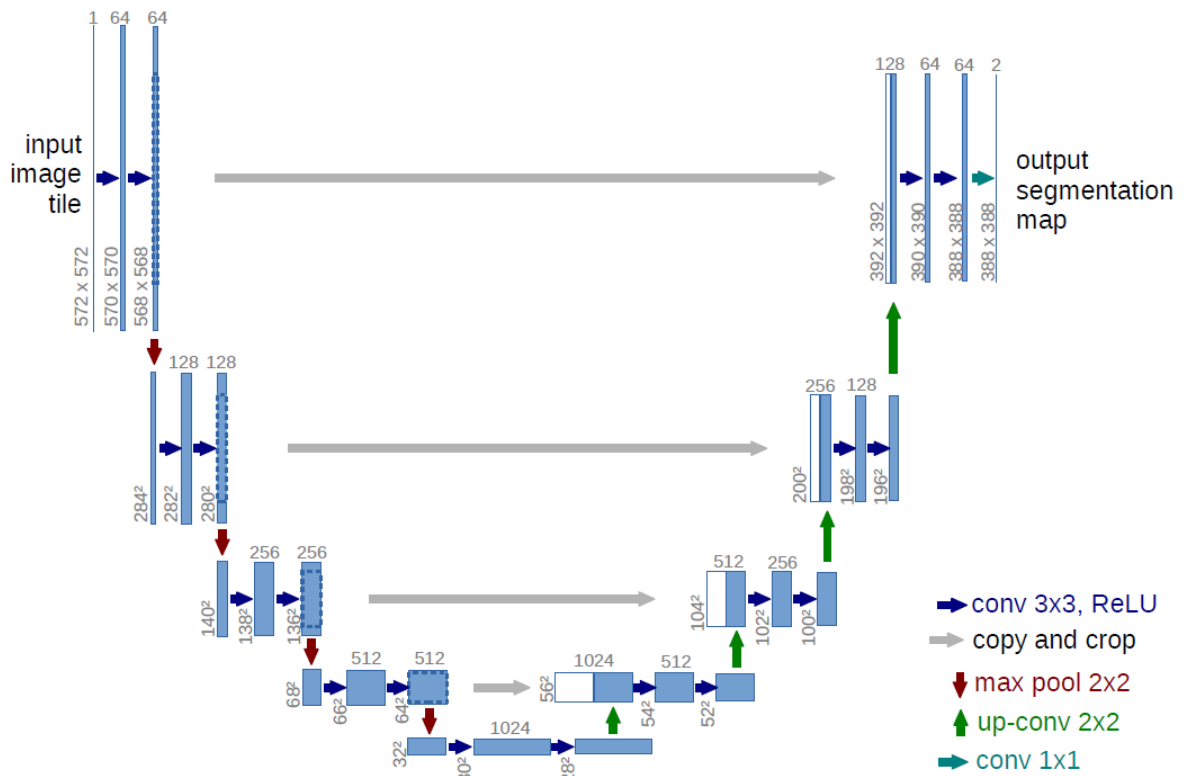 1 64 64
input
image
tile
572 x 572
570 x 570
568 x 568
128 64 64 2
output
segmentation
map
392 x 392
390 x 390
388 x 388
388 x 388
128 128
284²
282²
280²
256 128
200²
198²
196²
256 256
140²
138²
136²
512 256
104²
102²
100²
512 512
68²
66²
64²
1024 512
56²
54²
52²
1024
32²
30²
28²
conv 3x3, ReLU
copy and crop
max pool 2x2
up-conv 2x2
conv 1x1